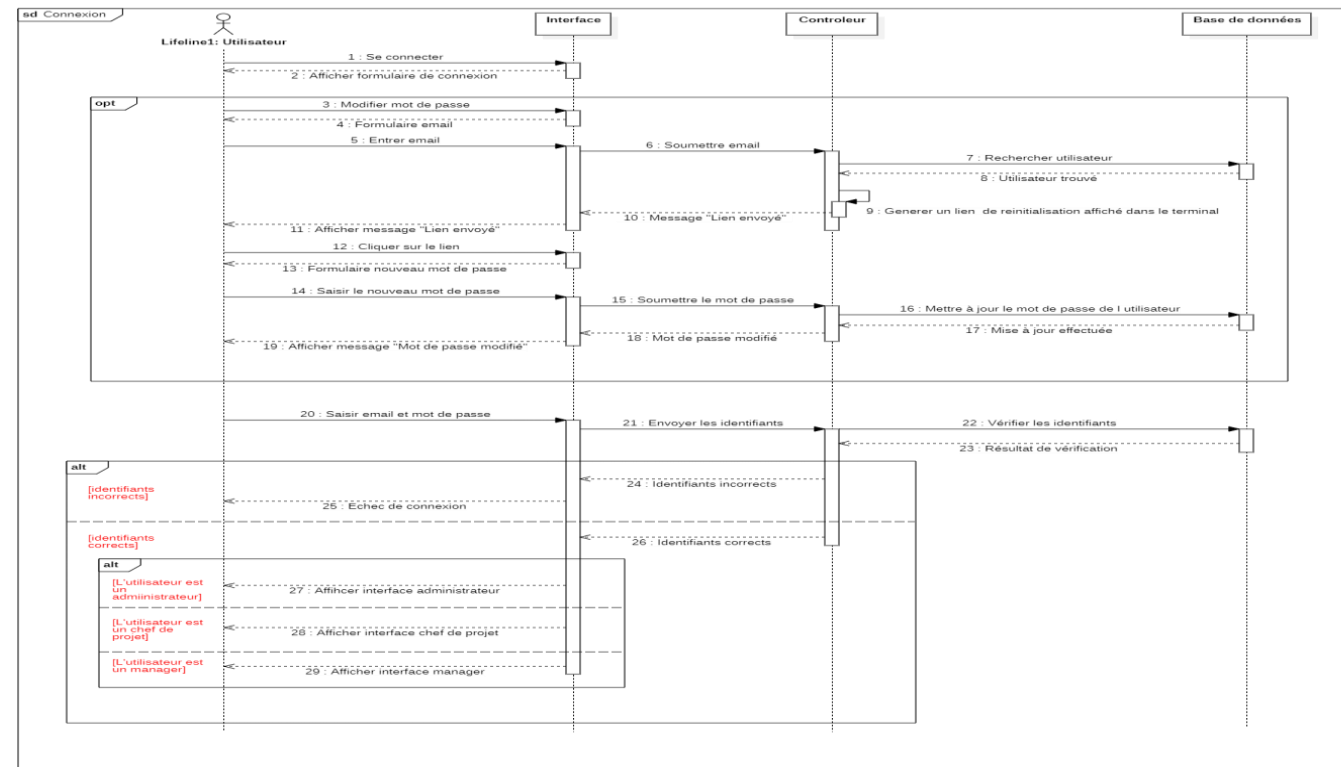 sd Connexion
Interface
Controleur
Base de données
Lifeline1: Utilisateur
1 : Se connecter
2 : Afficher formulaire de connexion
opt
3 : Modifier mot de passe
4 : Formulaire email
5 : Entrer email
6 : Soumettre email
7 : Rechercher utilisateur
8 : Utilisateur trouvé
9 : Generer un lien de reinitialisation affiché dans le terminal
10 : Message "Lien envoyé"
11 : Afficher message "Lien envoyé"
12 : Cliquer sur le lien
13 : Formulaire nouveau mot de passe
14 : Saisir le nouveau mot de passe
15 : Soumettre le mot de passe
16 : Mettre à jour le mot de passe de l utilisateur
17 : Mise à jour effectuée
18 : Mot de passe modifié
19 : Afficher message "Mot de passe modifié"
20 : Saisir email et mot de passe
21 : Envoyer les identifiants
22 : Vérifier les identifiants
23 : Résultat de vérification
alt
[identifiants
incorrects]
24 : Identifiants incorrects
25 : Echec de connexion
[identifiants
corrects]
26 : Identifiants corrects
alt
[L'utilisateur est
un
admiinistrateur]
27 : Affihcer interface administrateur
[L'utilisateur est
un chef de
projet]
28 : Afficher interface chef de projet
[L'utilisateur est
un manager]
29 : Afficher interface manager